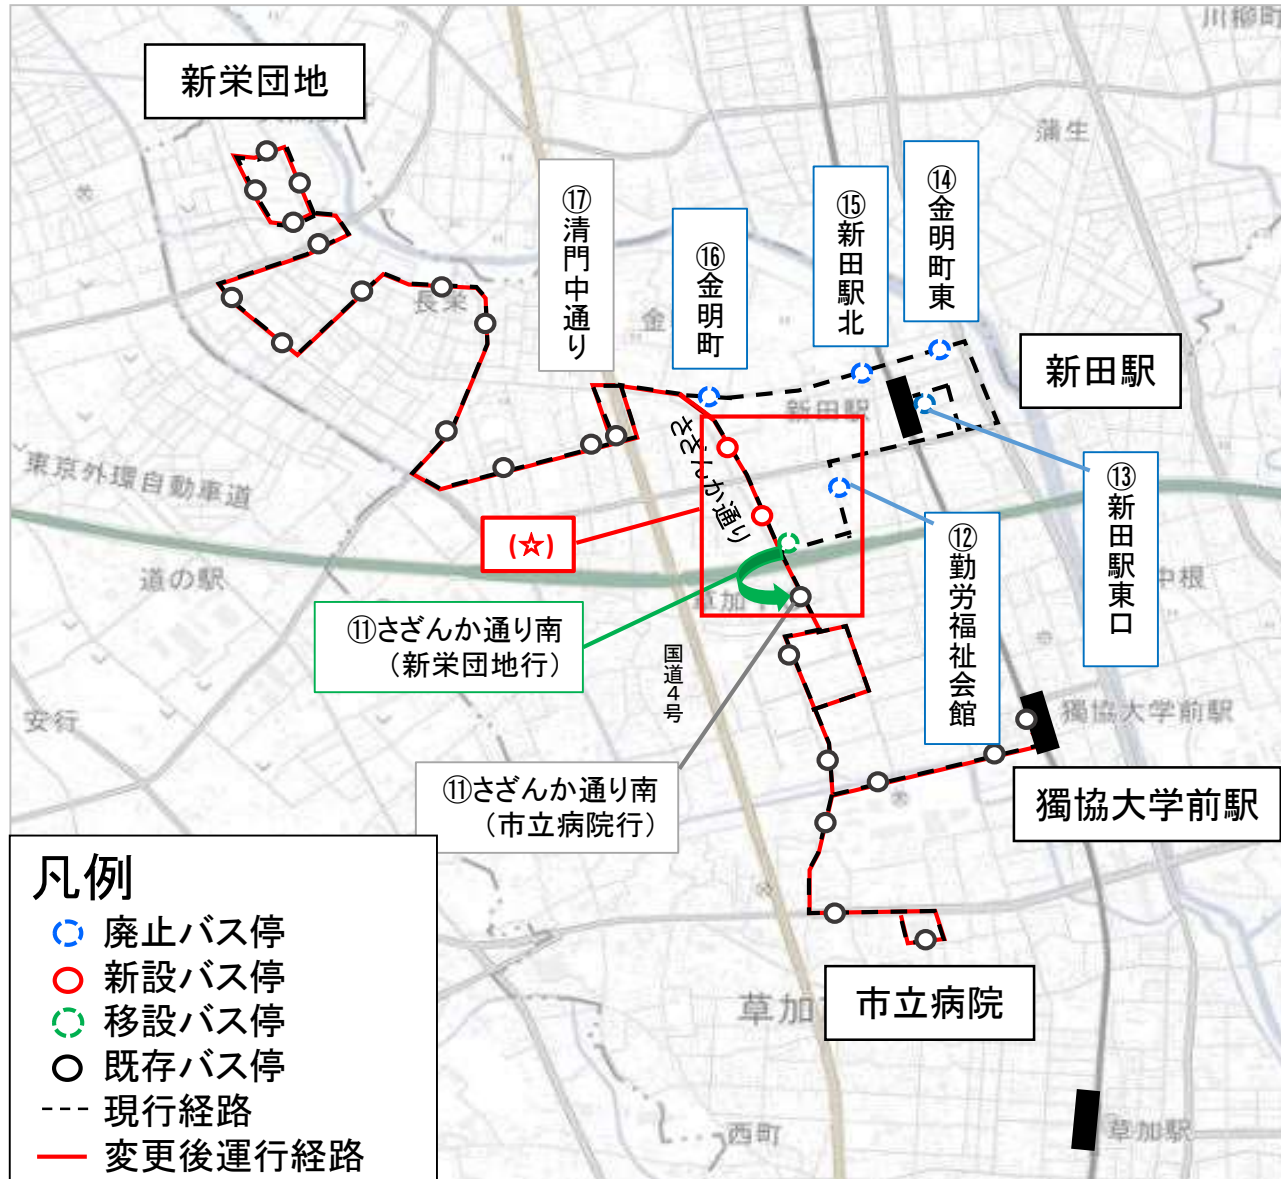 川柳町
新栄団地
蒲生
⑭金明町東
⑮新田駅北
⑯金明町
⑰清門中通り
長栄
金
新田駅
新田駅
さざんか通り
東京外環自動車道
(☆)
⑬新田駅東口
⑫勤労福祉会館
道の駅
草加
中根
⑪さざんか通り南
（新栄団地行）
国道4号
安行
獨協大学前駅
⑪さざんか通り南
（市立病院行）
獨協大学前駅
凡例
廃止バス停
新設バス停
移設バス停
既存バス停
現行経路
変更後運行経路
市立病院
草加
西町
草加駅